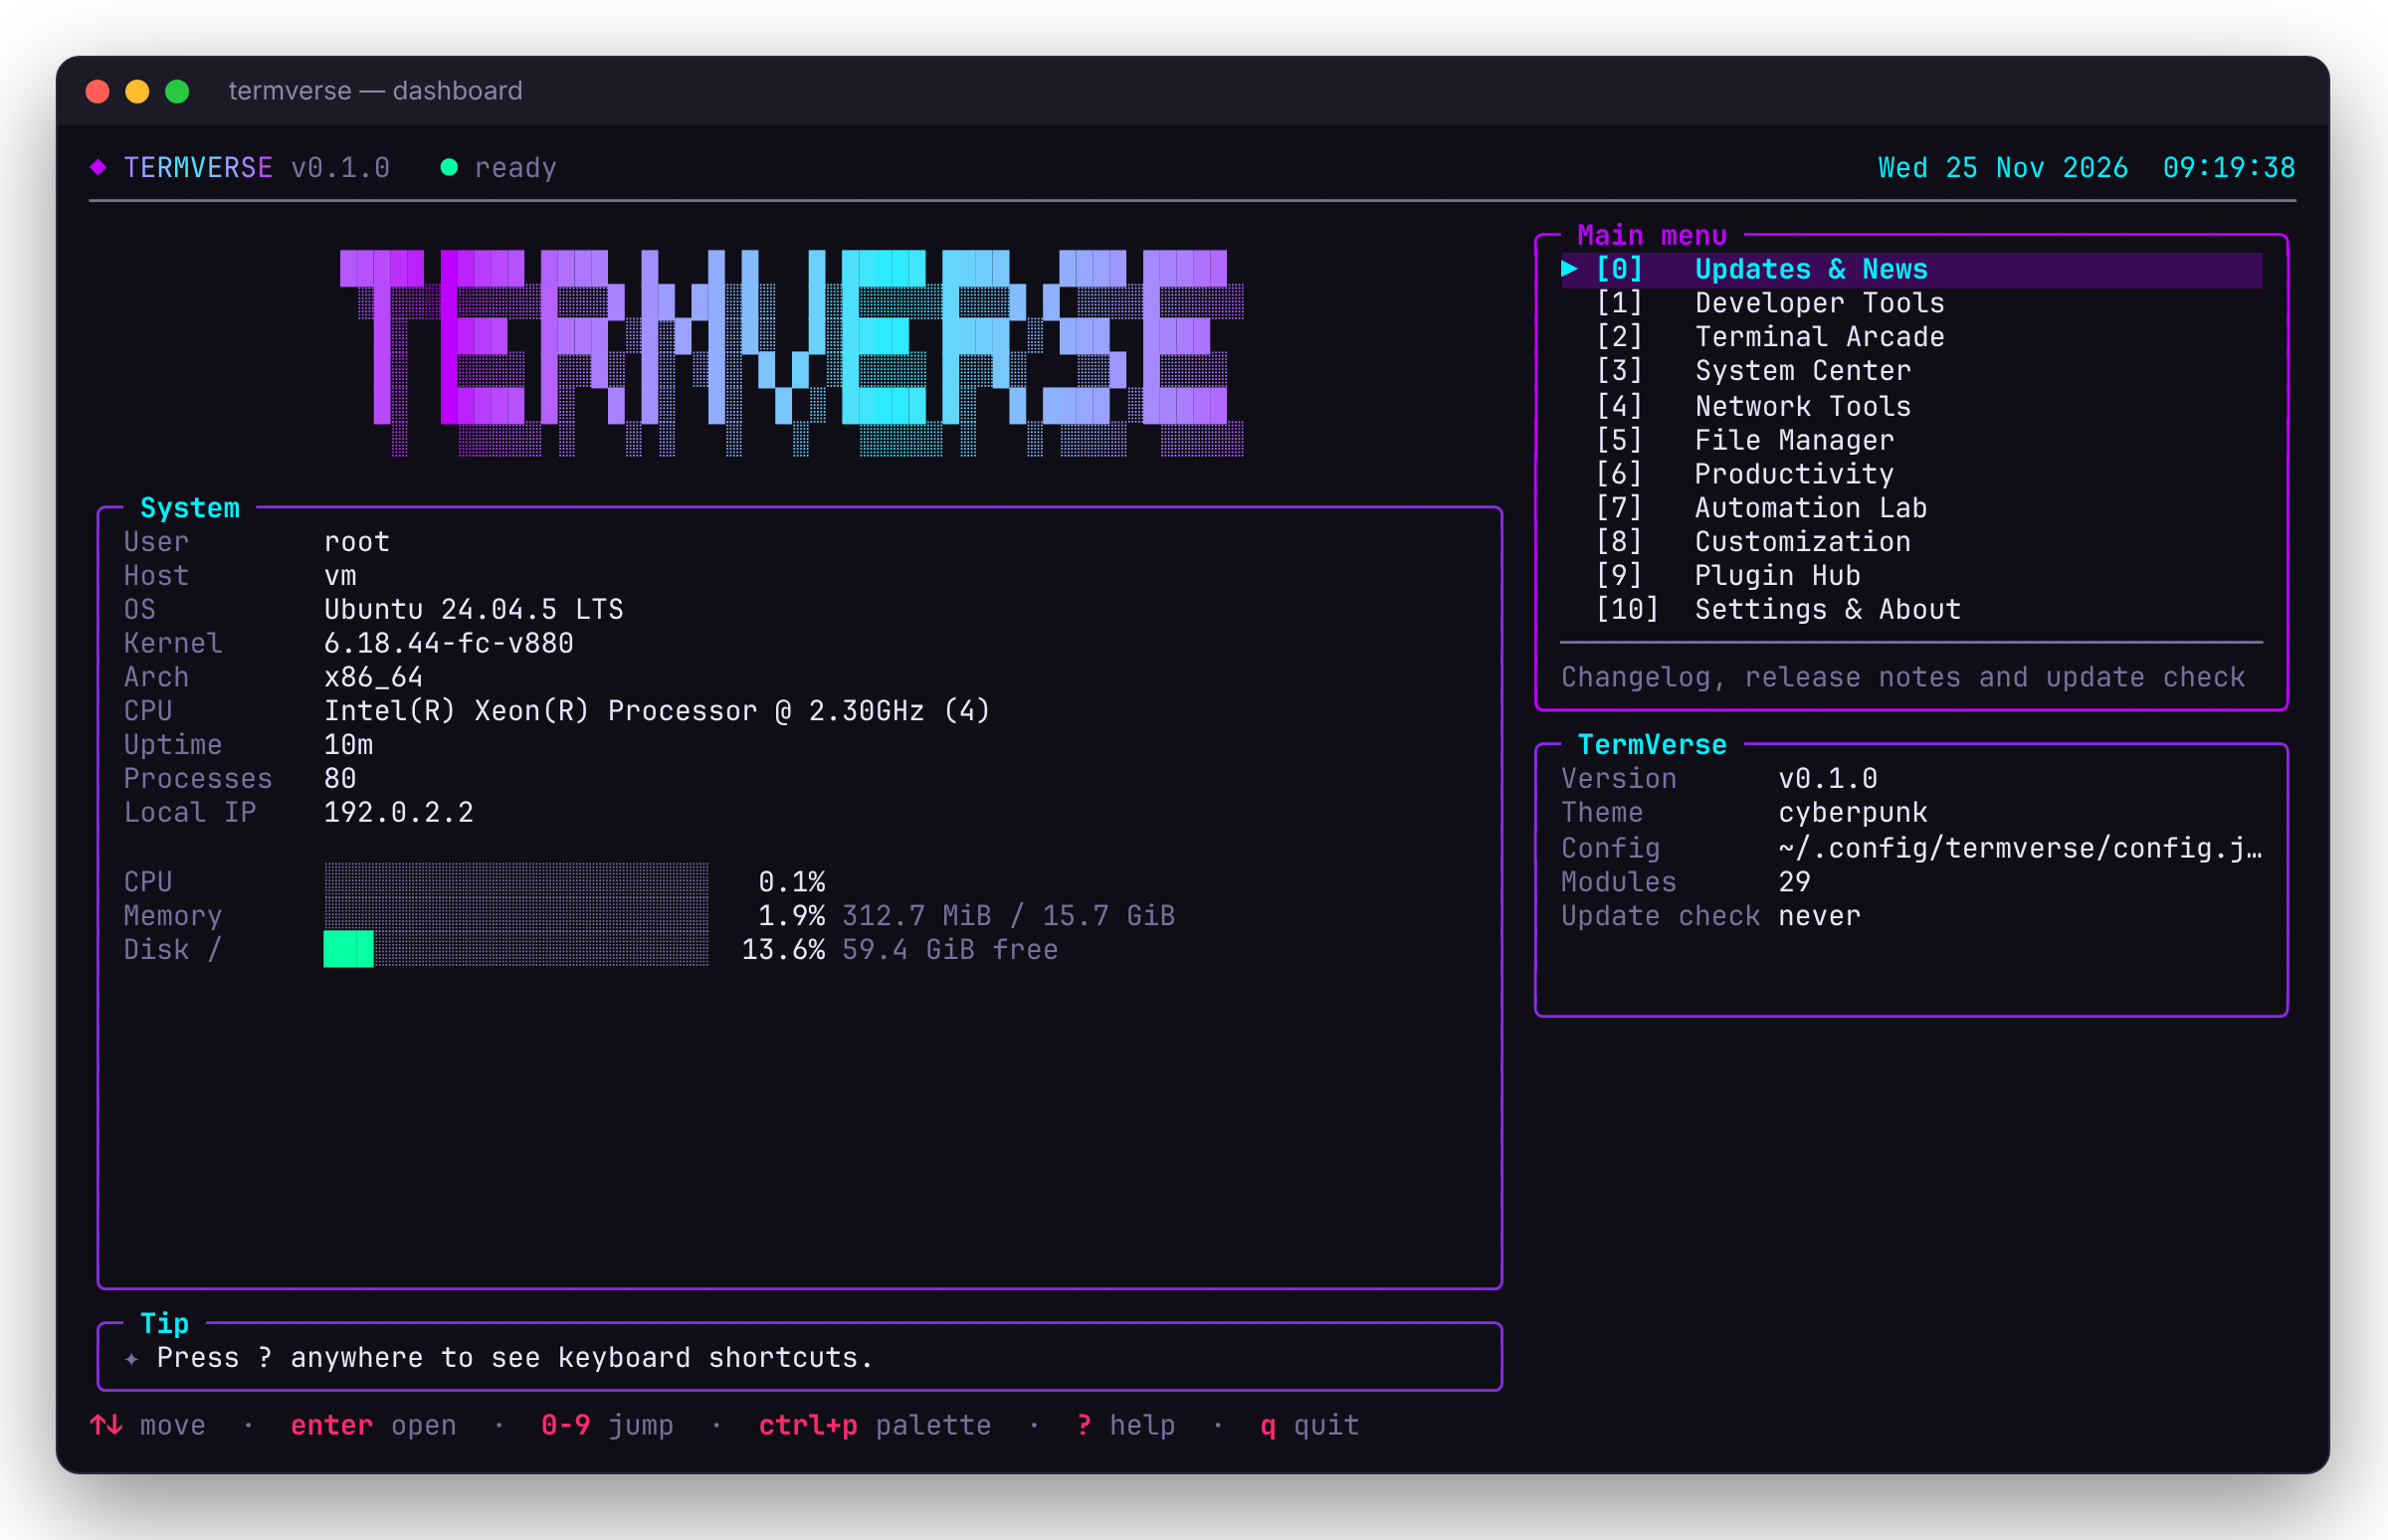 termverse — dashboard
◆ TERMVERSE v0.1.0 ● ready Wed 25 Nov 2026 09:19:38
TERMVERSE
System
User root
Host vm
OS Ubuntu 24.04.5 LTS
Kernel 6.18.44-fc-v880
Arch x86_64
CPU Intel(R) Xeon(R) Processor @ 2.30GHz (4)
Uptime 10m
Processes 80
Local IP 192.0.2.2
CPU 0.1%
Memory 1.9% 312.7 MiB / 15.7 GiB
Disk / 13.6% 59.4 GiB free
Tip
✦ Press ? anywhere to see keyboard shortcuts.
Main menu
▶ [0] Updates & News
[1] Developer Tools
[2] Terminal Arcade
[3] System Center
[4] Network Tools
[5] File Manager
[6] Productivity
[7] Automation Lab
[8] Customization
[9] Plugin Hub
[10] Settings & About
Changelog, release notes and update check
TermVerse
Version v0.1.0
Theme cyberpunk
Config ~/.config/termverse/config.j…
Modules 29
Update check never
↑↓ move · enter open · 0-9 jump · ctrl+p palette · ? help · q quit